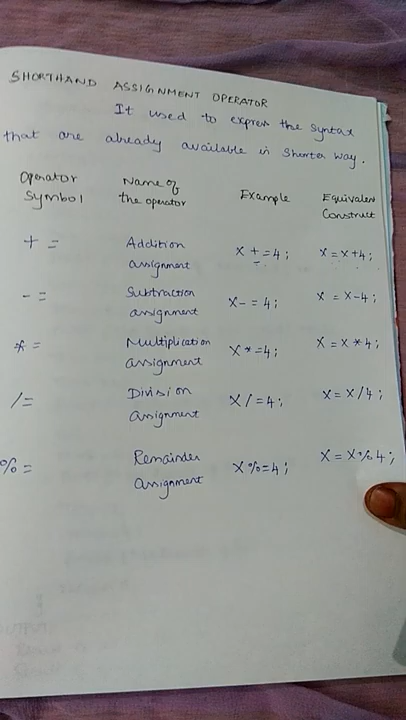 SHORTHAND ASSIGNMENT OPERATOR
It used to express the syntax
that are already available in shorter way.
Operator Symbol Name of the operator Example Equivalent Construct
+ = Addition assignment X + = 4 ; X = X + 4 ;
- = Subtraction assignment X - = 4 ; X = X - 4 ;
* = Multiplication assignment X * = 4 ; X = X * 4 ;
/ = Division assignment X / = 4 ; X = X / 4 ;
% = Remainder assignment X % = 4 ; X = X % 4 ;